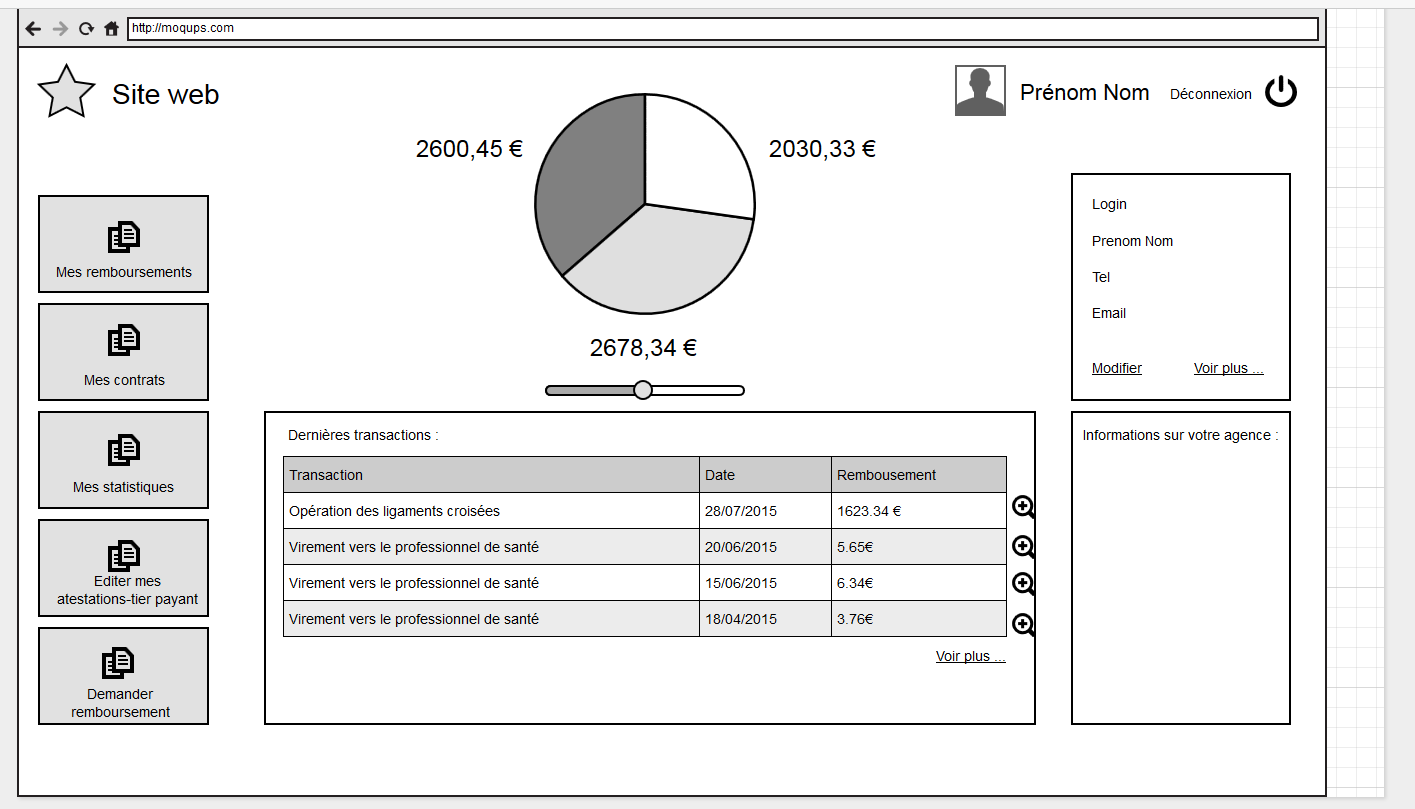 http://moqups.com
Site web
Prénom Nom
Déconnexion
2600,45 €
2030,33 €
2678,34 €
Mes remboursements
Mes contrats
Mes statistiques
Editer mes
atestations-tier payant
Demander
remboursement
Dernières transactions :
Transaction Date Rembousement
Opération des ligaments croisées 28/07/2015 1623.34 €
Virement vers le professionnel de santé 20/06/2015 5.65€
Virement vers le professionnel de santé 15/06/2015 6.34€
Virement vers le professionnel de santé 18/04/2015 3.76€
Voir plus ...
Login
Prenom Nom
Tel
Email
Modifier Voir plus ...
Informations sur votre agence :